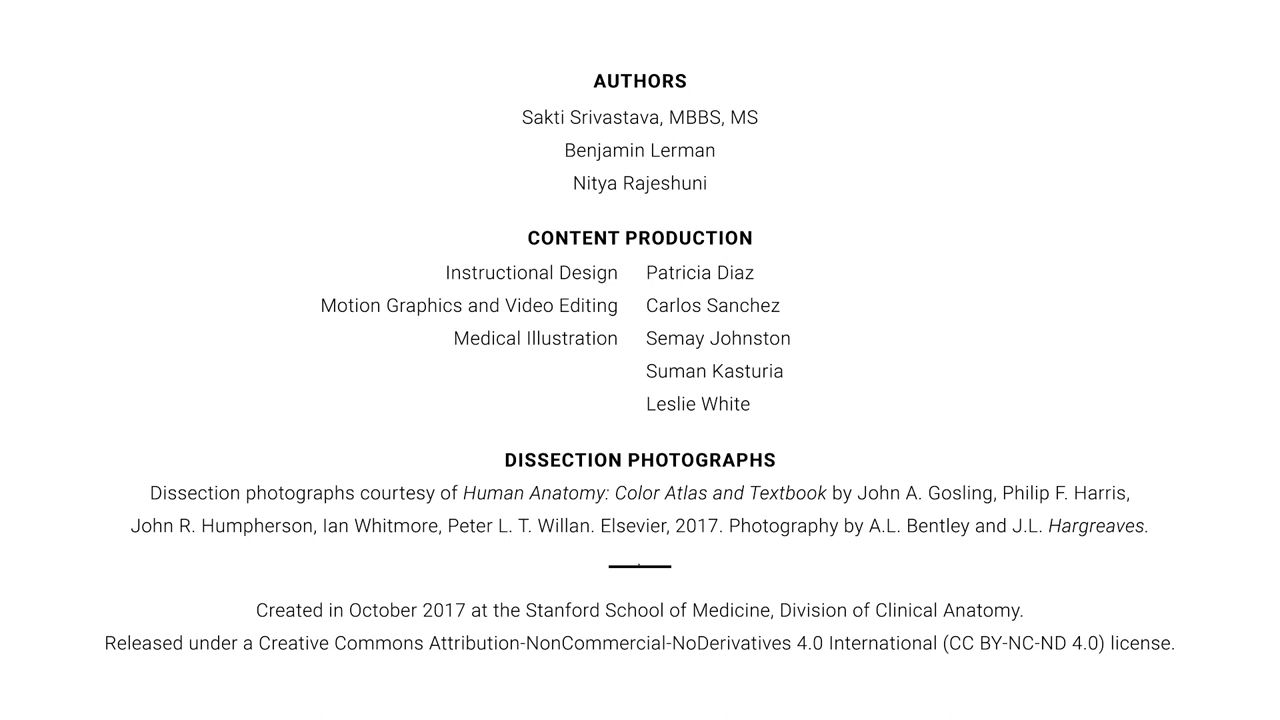 AUTHORS
Sakti Srivastava, MBBS, MS
Benjamin Lerman
Nitya Rajeshuni
CONTENT PRODUCTION
Instructional Design Patricia Diaz
Motion Graphics and Video Editing Carlos Sanchez
Medical Illustration Semay Johnston
Suman Kasturia
Leslie White
DISSECTION PHOTOGRAPHS
Dissection photographs courtesy of Human Anatomy: Color Atlas and Textbook by John A. Gosling, Philip F. Harris,
John R. Humpherson, Ian Whitmore, Peter L. T. Willan. Elsevier, 2017. Photography by A.L. Bentley and J.L. Hargreaves.
Created in October 2017 at the Stanford School of Medicine, Division of Clinical Anatomy.
Released under a Creative Commons Attribution-NonCommercial-NoDerivatives 4.0 International (CC BY-NC-ND 4.0) license.